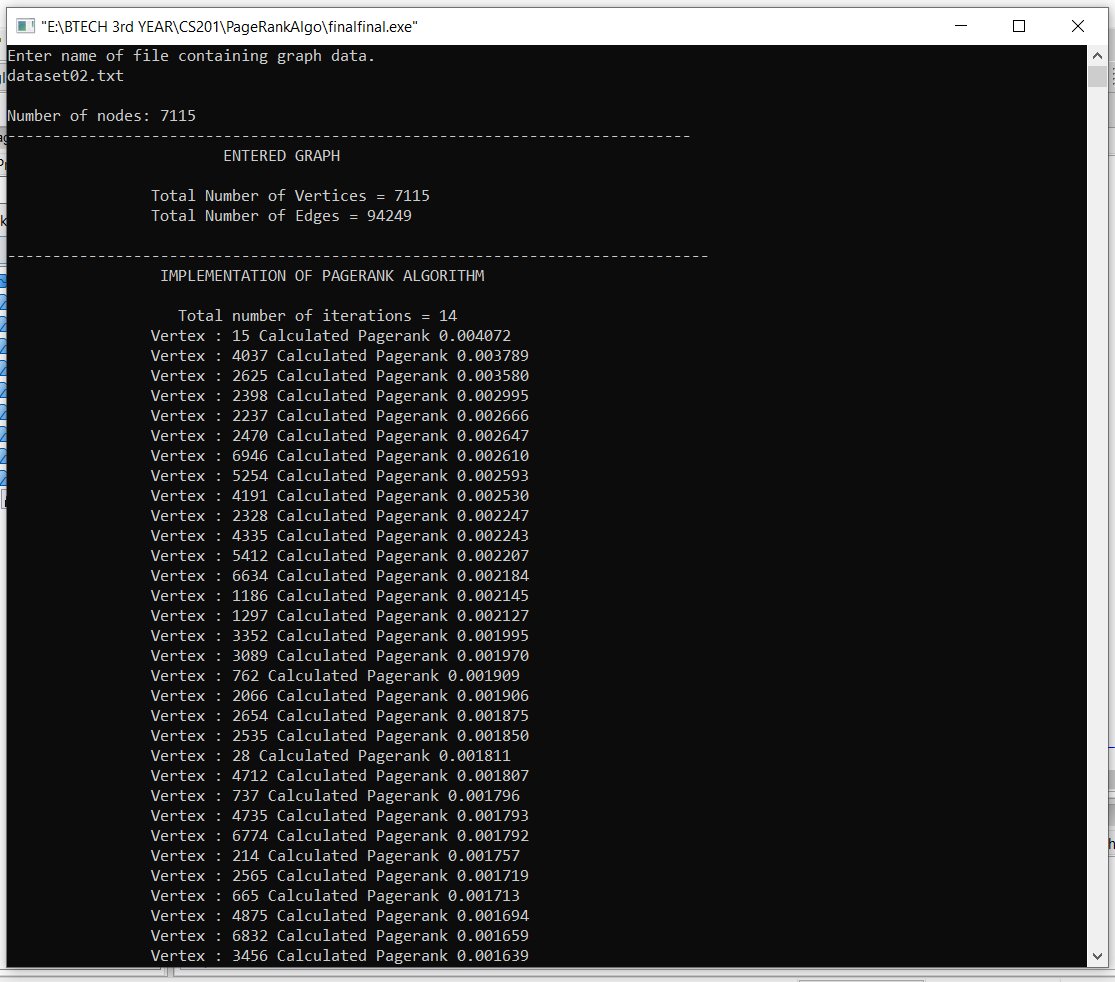 "E:\BTECH 3rd YEAR\CS201\PageRankAlgo\finalfinal.exe"
Enter name of file containing graph data.
dataset02.txt
Number of nodes: 7115
----------------------------------------------------------------------------
ENTERED GRAPH
Total Number of Vertices = 7115
Total Number of Edges = 94249
------------------------------------------------------------------------------
IMPLEMENTATION OF PAGERANK ALGORITHM
Total number of iterations = 14
Vertex : 15 Calculated Pagerank 0.004072
Vertex : 4037 Calculated Pagerank 0.003789
Vertex : 2625 Calculated Pagerank 0.003580
Vertex : 2398 Calculated Pagerank 0.002995
Vertex : 2237 Calculated Pagerank 0.002666
Vertex : 2470 Calculated Pagerank 0.002647
Vertex : 6946 Calculated Pagerank 0.002610
Vertex : 5254 Calculated Pagerank 0.002593
Vertex : 4191 Calculated Pagerank 0.002530
Vertex : 2328 Calculated Pagerank 0.002247
Vertex : 4335 Calculated Pagerank 0.002243
Vertex : 5412 Calculated Pagerank 0.002207
Vertex : 6634 Calculated Pagerank 0.002184
Vertex : 1186 Calculated Pagerank 0.002145
Vertex : 1297 Calculated Pagerank 0.002127
Vertex : 3352 Calculated Pagerank 0.001995
Vertex : 3089 Calculated Pagerank 0.001970
Vertex : 762 Calculated Pagerank 0.001909
Vertex : 2066 Calculated Pagerank 0.001906
Vertex : 2654 Calculated Pagerank 0.001875
Vertex : 2535 Calculated Pagerank 0.001850
Vertex : 28 Calculated Pagerank 0.001811
Vertex : 4712 Calculated Pagerank 0.001807
Vertex : 737 Calculated Pagerank 0.001796
Vertex : 4735 Calculated Pagerank 0.001793
Vertex : 6774 Calculated Pagerank 0.001792
Vertex : 214 Calculated Pagerank 0.001757
Vertex : 2565 Calculated Pagerank 0.001719
Vertex : 665 Calculated Pagerank 0.001713
Vertex : 4875 Calculated Pagerank 0.001694
Vertex : 6832 Calculated Pagerank 0.001659
Vertex : 3456 Calculated Pagerank 0.001639